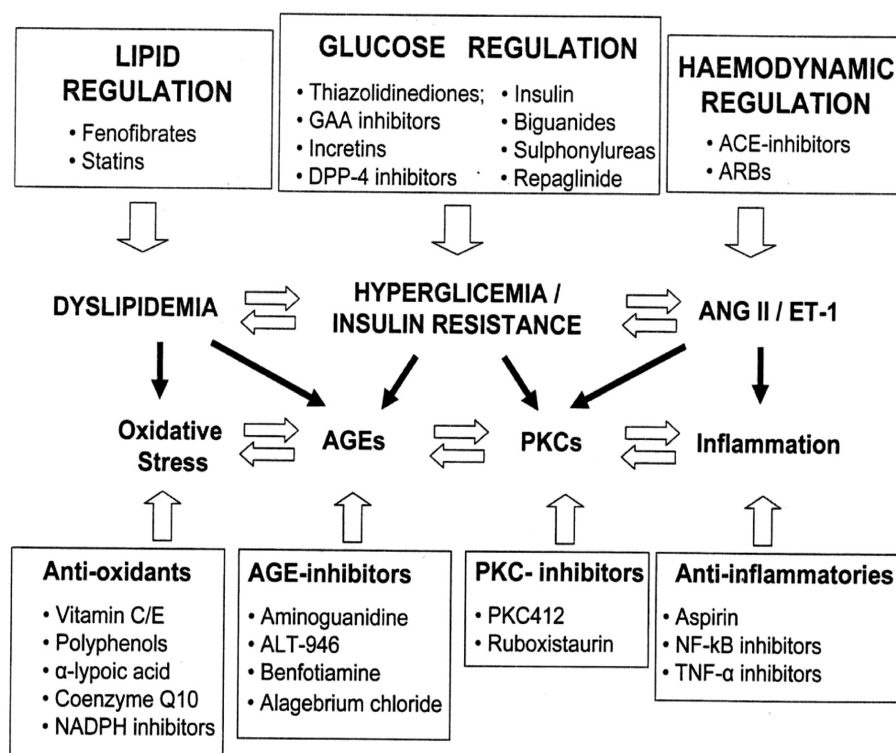 LIPID
REGULATION
• Fenofibrates
• Statins
GLUCOSE REGULATION
• Thiazolidinediones;
• GAA inhibitors
• Incretins
• DPP-4 inhibitors
• Insulin
• Biguanides
• Sulphonylureas
• Repaglinide
HAEMODYNAMIC
REGULATION
• ACE-inhibitors
• ARBs
DYSLIPIDEMIA
HYPERGLICEMIA /
INSULIN RESISTANCE
ANG II / ET-1
Oxidative
Stress
AGEs
PKCs
Inflammation
Anti-oxidants
• Vitamin C/E
• Polyphenols
• α-lypoic acid
• Coenzyme Q10
• NADPH inhibitors
AGE-inhibitors
• Aminoguanidine
• ALT-946
• Benfotiamine
• Alagebrium chloride
PKC- inhibitors
• PKC412
• Ruboxistaurin
Anti-inflammatories
• Aspirin
• NF-kB inhibitors
• TNF-α inhibitors